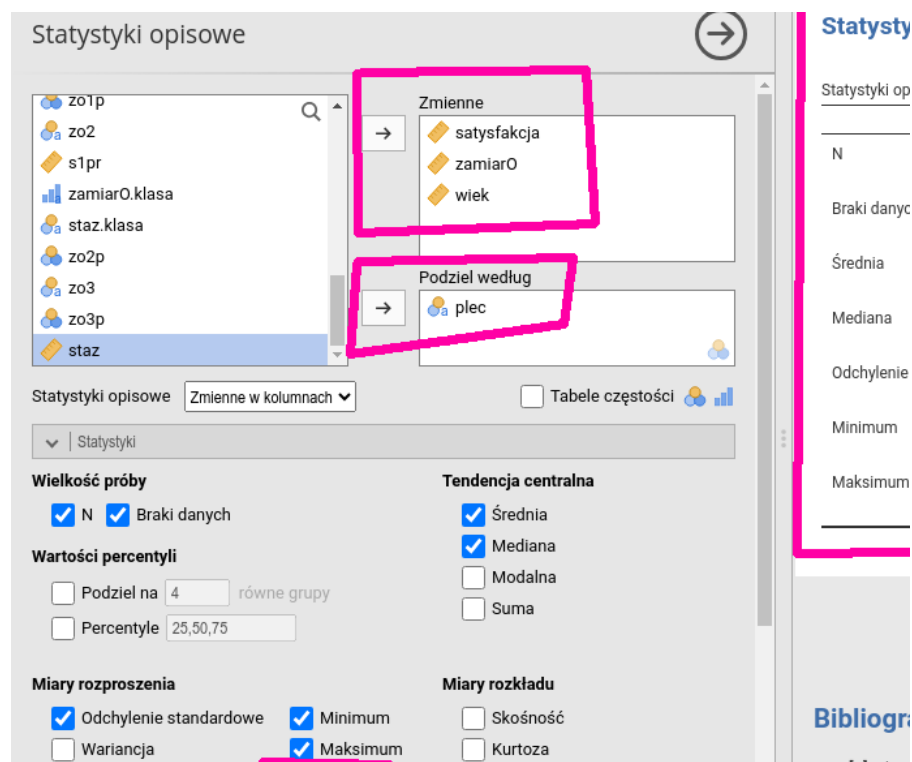 Statystyki opisowe
zo1p
zo2
s1pr
zamiarO.klasa
staz.klasa
zo2p
zo3
zo3p
staz
Zmienne
satysfakcja
zamiarO
wiek
Podziel według
plec
Statystyki opisowe Zmienne w kolumnach
Tabele częstości
Statystyki
Wielkość próby
N Braki danych
Wartości percentyli
Podziel na 4 równe grupy
Percentyle 25,50,75
Tendencja centralna
Średnia
Mediana
Modalna
Suma
Miary rozproszenia
Odchylenie standardowe Minimum
Wariancja Maksimum
Miary rozkładu
Skośność
Kurtoza
Statysty
Statystyki op
N
Braki danyc
Średnia
Mediana
Odchylenie
Minimum
Maksimum
Bibliogra